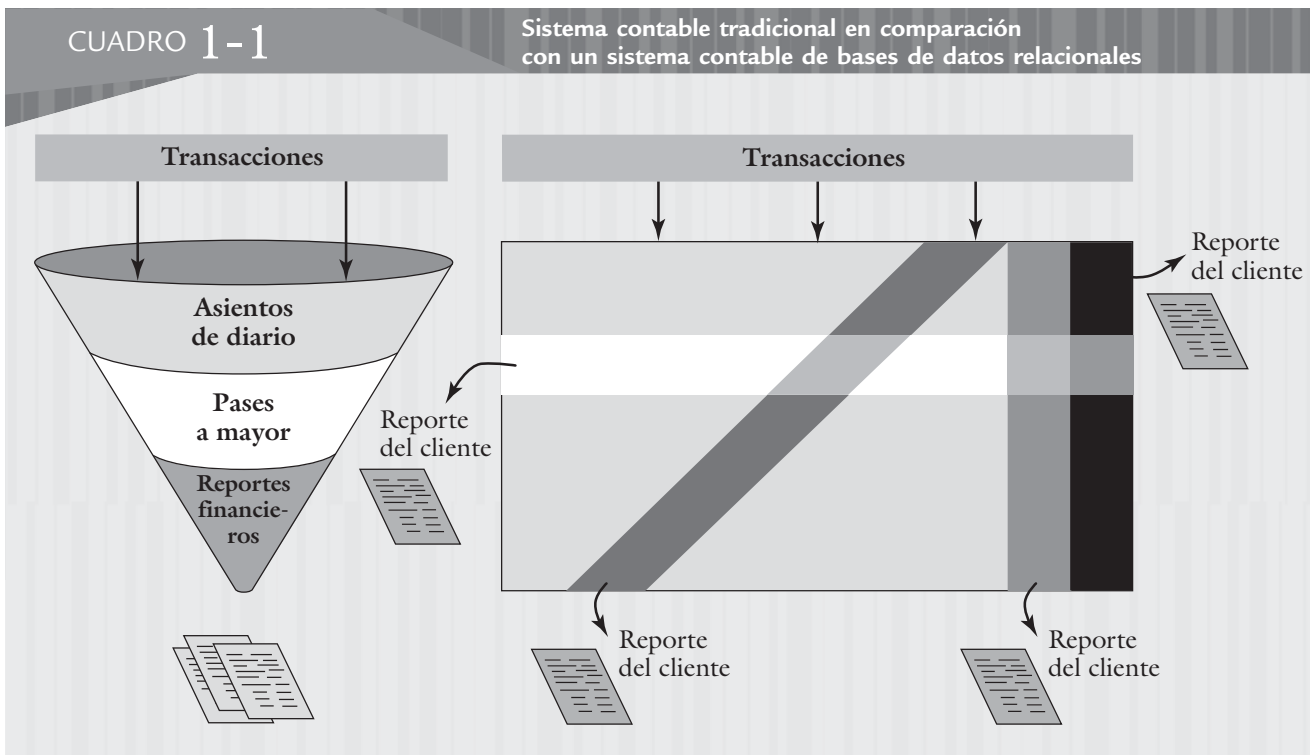 CUADRO 1-1
Sistema contable tradicional en comparación
con un sistema contable de bases de datos relacionales
Transacciones
Asientos
de diario
Pases
a mayor
Reportes
financie-
ros
Transacciones
Reporte
del cliente
Reporte
del cliente
Reporte
del cliente
Reporte
del cliente